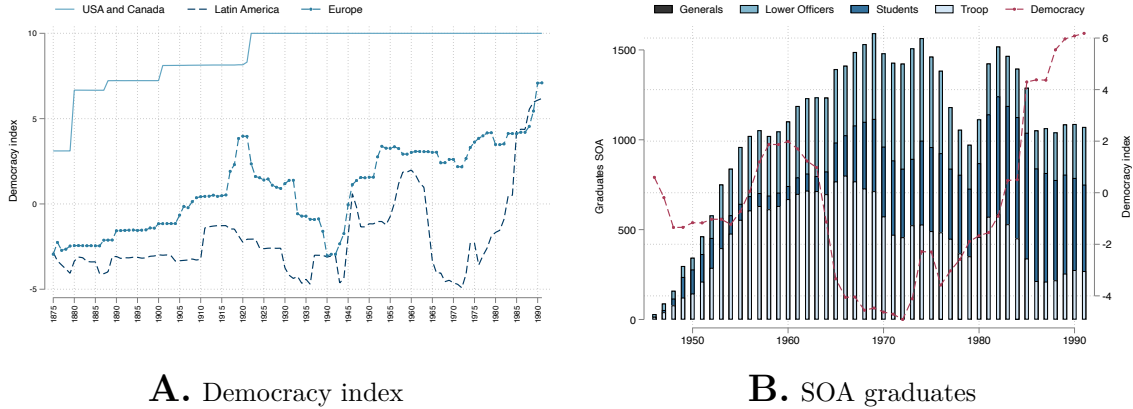 USA and Canada Latin America Europe
Democracy index
10
5
0
-5
1875 1880 1885 1890 1895 1900 1905 1910 1915 1920 1925 1930 1935 1940 1945 1950 1955 1960 1965 1970 1975 1980 1985 1990
A. Democracy index
Generals Lower Officers Students Troop Democracy
Graduates SOA
1500
1000
500
0
6
4
2
0
-2
-4
Democracy index
1950 1960 1970 1980 1990
B. SOA graduates